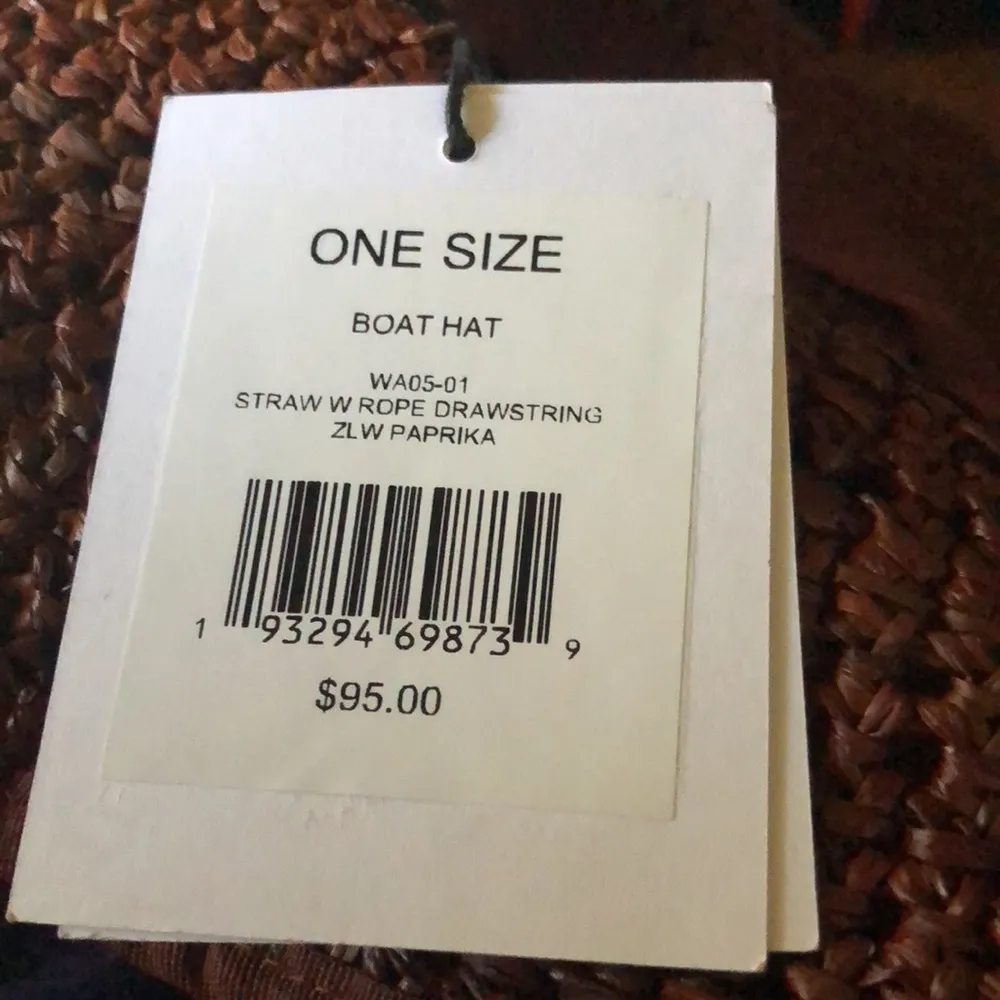 ONE SIZE
BOAT HAT
WA05-01
STRAW W ROPE DRAWSTRING
ZLW PAPRIKA
1 93294 69873 9
$95.00